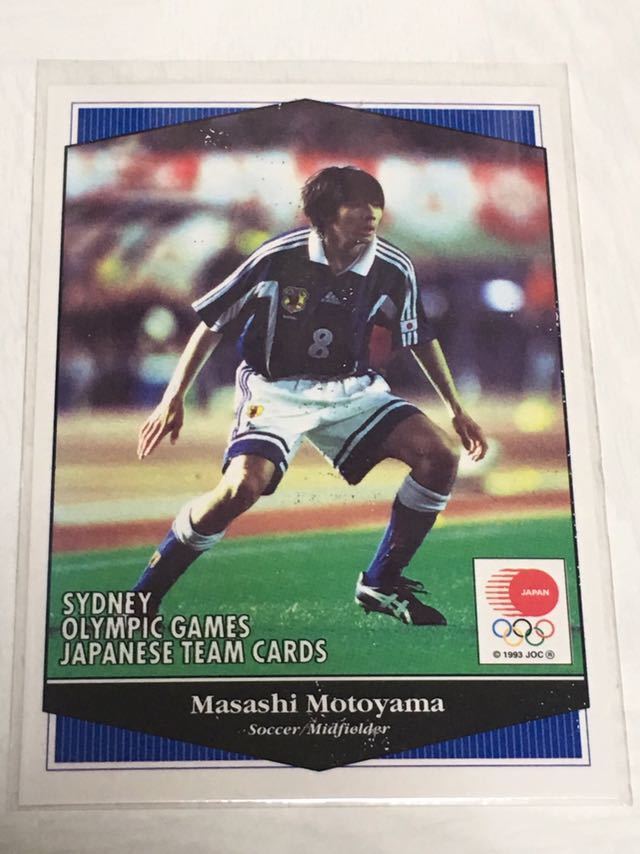 8
SYDNEY
OLYMPIC GAMES
JAPANESE TEAM CARDS
JAPAN
© 1993 JOC ®
Masashi Motoyama
Soccer/Midfielder